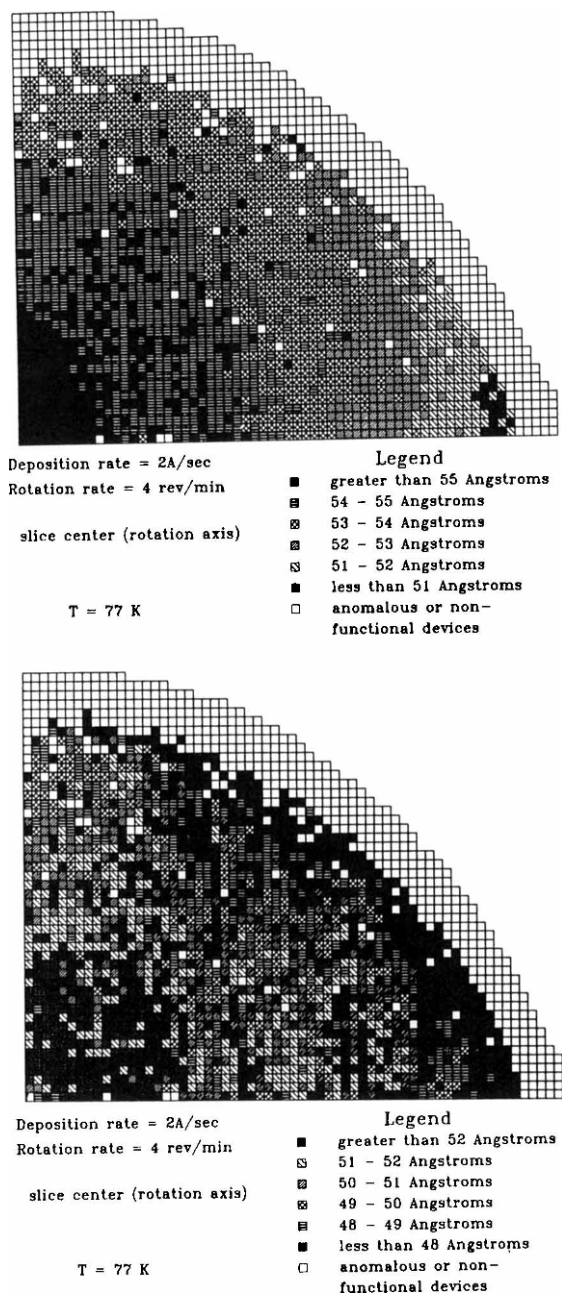 Deposition rate = 2A/sec
Rotation rate = 4 rev/min
slice center (rotation axis)
T = 77 K
Legend
greater than 55 Angstroms
54 - 55 Angstroms
53 - 54 Angstroms
52 - 53 Angstroms
51 - 52 Angstroms
less than 51 Angstroms
anomalous or non-
functional devices
Deposition rate = 2A/sec
Rotation rate = 4 rev/min
slice center (rotation axis)
T = 77 K
Legend
greater than 52 Angstroms
51 - 52 Angstroms
50 - 51 Angstroms
49 - 50 Angstroms
48 - 49 Angstroms
less than 48 Angstroms
anomalous or non-
functional devices